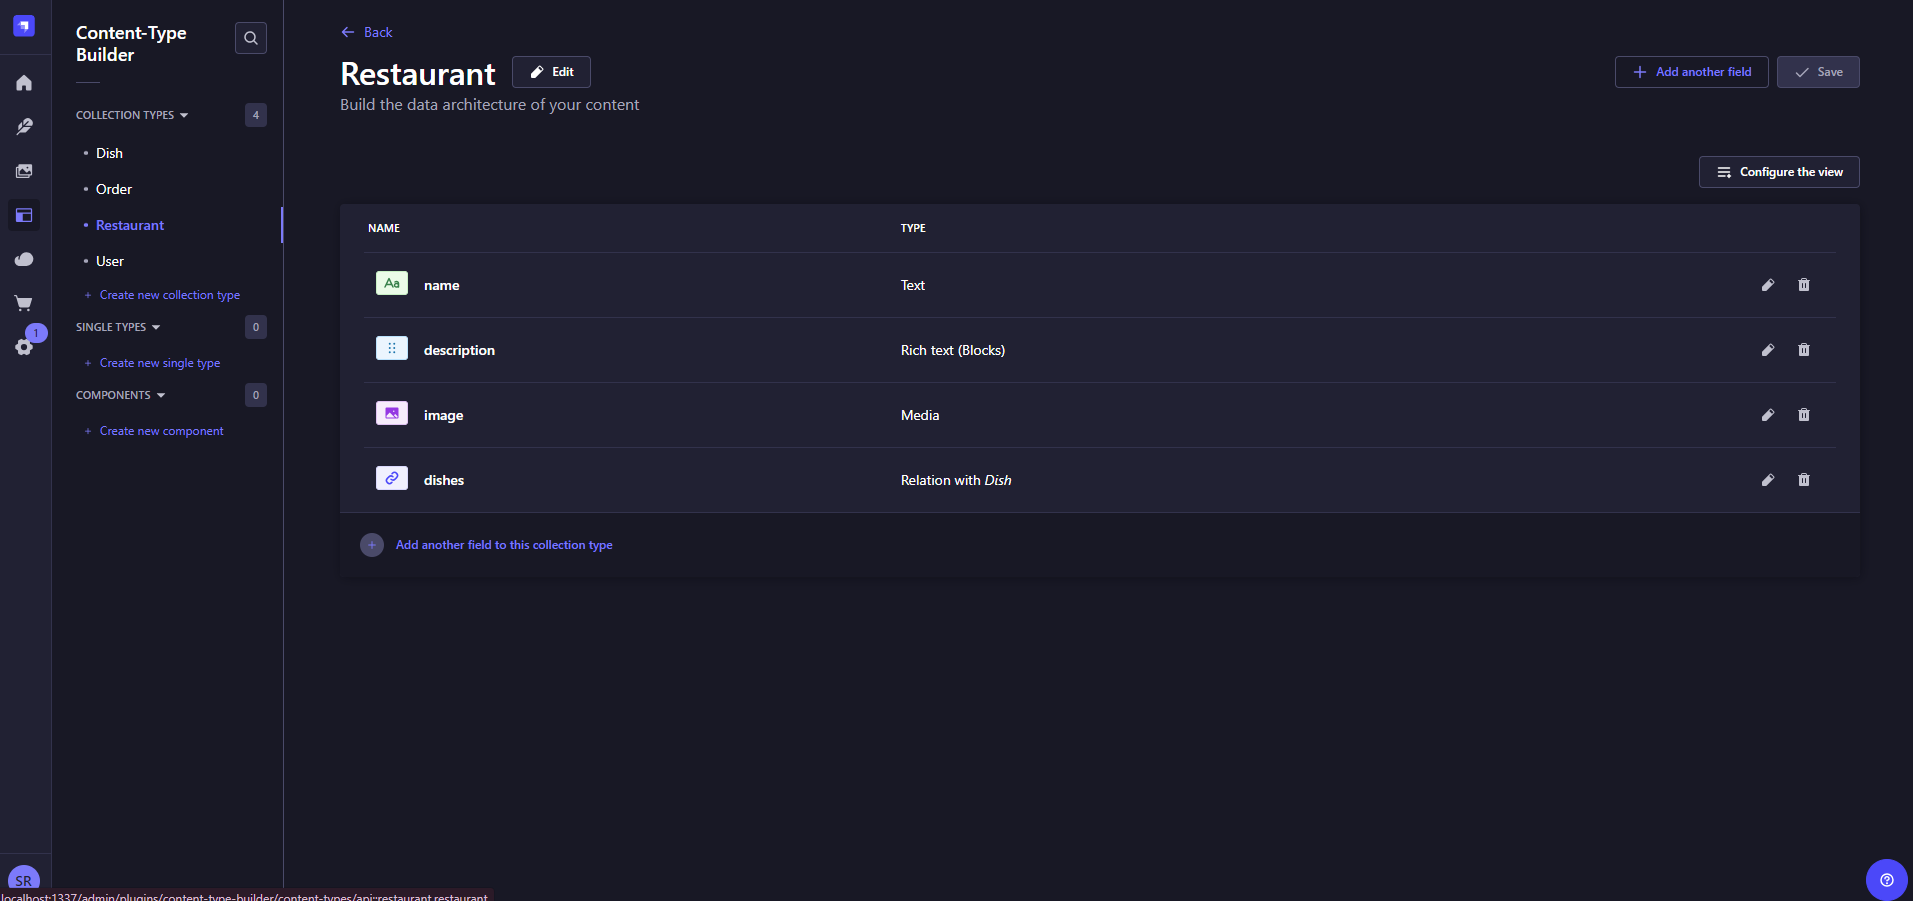 Content-Type
Builder
COLLECTION TYPES
4
Dish
Order
Restaurant
User
Create new collection type
SINGLE TYPES
0
Create new single type
COMPONENTS
0
Create new component
1
SR
Back
Restaurant
Edit
Build the data architecture of your content
Add another field
Save
Configure the view
NAME
TYPE
Aa
name
Text
description
Rich text (Blocks)
image
Media
dishes
Relation with Dish
Add another field to this collection type
localhost:1337/admin/plugins/content-type-builder/content-types/api::restaurant.restaurant